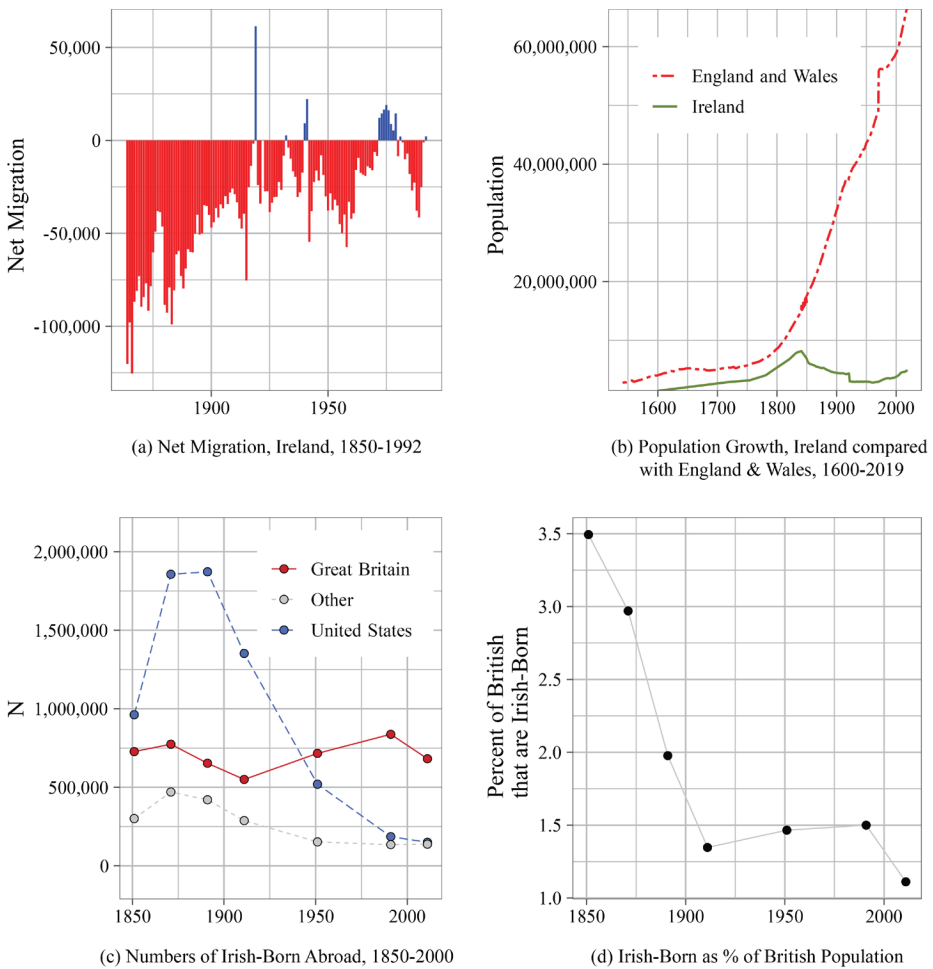 50,000
0
-50,000
-100,000
Net Migration
1900
1950
(a) Net Migration, Ireland, 1850-1992
60,000,000
40,000,000
20,000,000
Population
England and Wales
Ireland
1600
1700
1800
1900
2000
(b) Population Growth, Ireland compared
with England & Wales, 1600-2019
2,000,000
1,500,000
1,000,000
500,000
0
N
Great Britain
Other
United States
1850
1900
1950
2000
(c) Numbers of Irish-Born Abroad, 1850-2000
3.5
3.0
2.5
2.0
1.5
1.0
Percent of British
that are Irish-Born
1850
1900
1950
2000
(d) Irish-Born as % of British Population